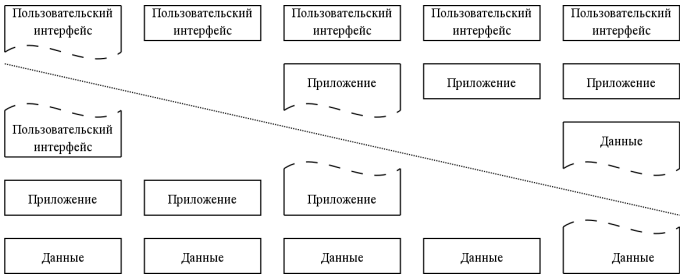 Пользовательский Пользовательский Пользовательский Пользовательский Пользовательский
интерфейс интерфейс интерфейс интерфейс интерфейс
Приложение Приложение Приложение
Пользовательский
интерфейс
Данные
Приложение Приложение Приложение
Данные Данные Данные Данные Данные